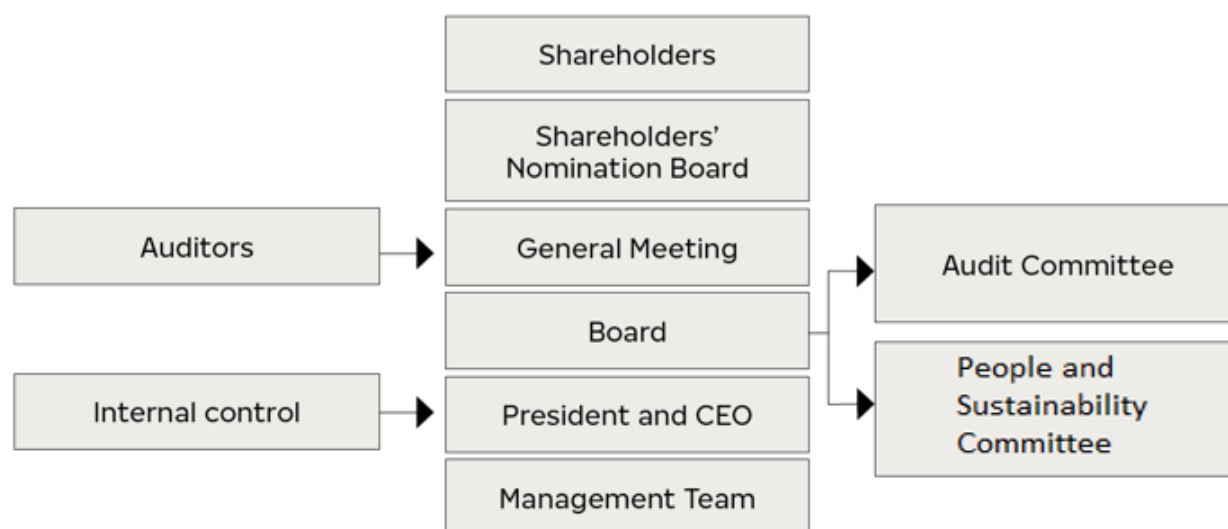 Shareholders
Shareholders’
Nomination Board
Auditors
General Meeting
Audit Committee
Board
People and
Sustainability
Committee
Internal control
President and CEO
Management Team